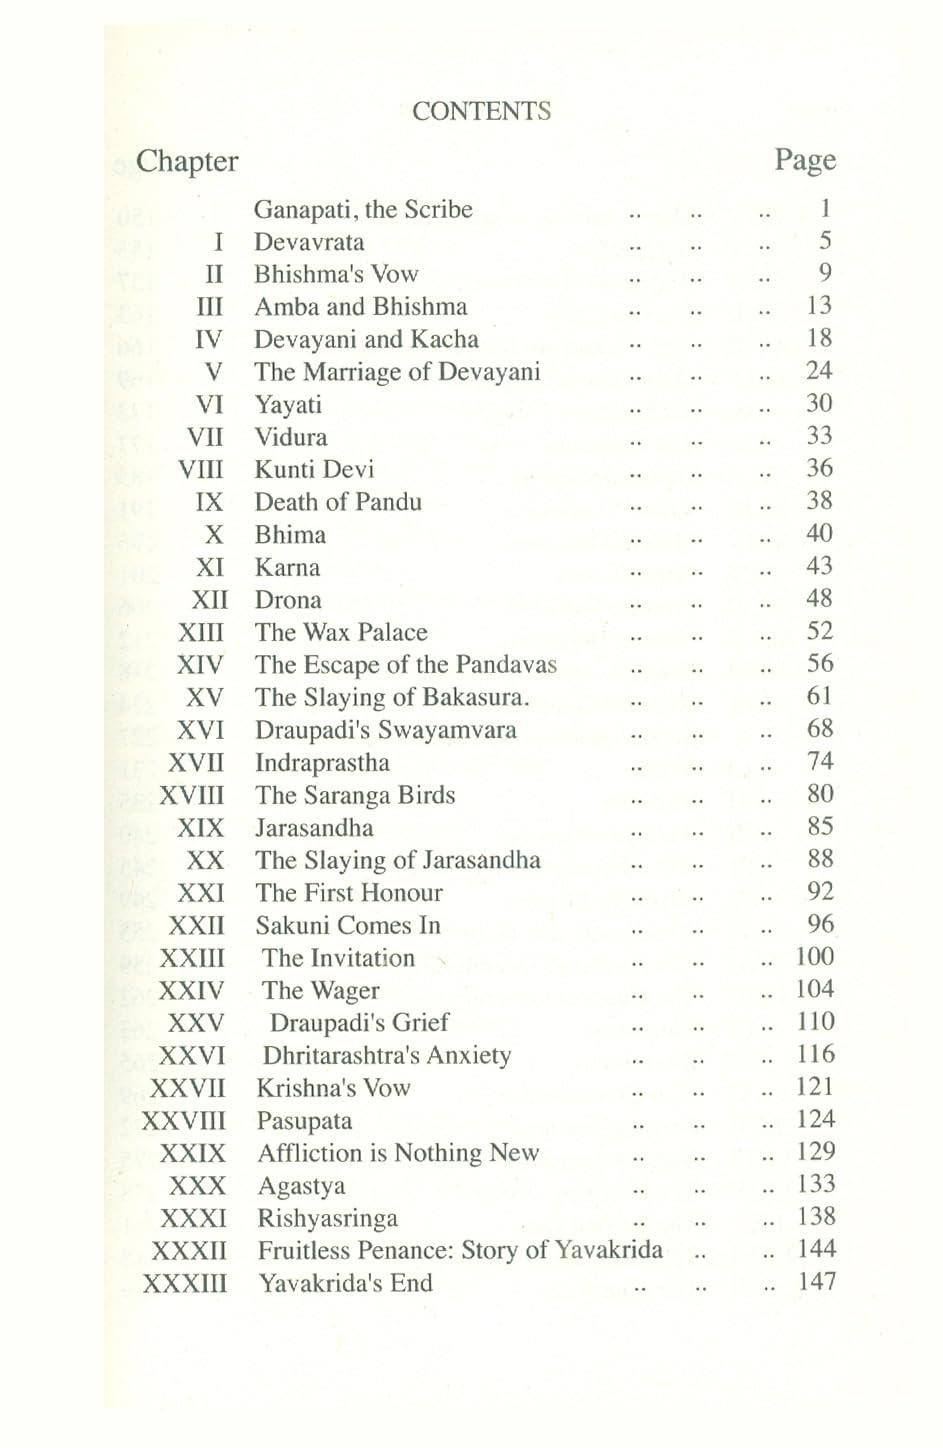 CONTENTS
Chapter Page
Ganapati, the Scribe .. .. .. 1
I Devavrata .. .. .. 5
II Bhishma's Vow .. .. .. 9
III Amba and Bhishma .. .. .. 13
IV Devayani and Kacha .. .. .. 18
V The Marriage of Devayani .. .. .. 24
VI Yayati .. .. .. 30
VII Vidura .. .. .. 33
VIII Kunti Devi .. .. .. 36
IX Death of Pandu .. .. .. 38
X Bhima .. .. .. 40
XI Karna .. .. .. 43
XII Drona .. .. .. 48
XIII The Wax Palace .. .. .. 52
XIV The Escape of the Pandavas .. .. .. 56
XV The Slaying of Bakasura. .. .. .. 61
XVI Draupadi's Swayamvara .. .. .. 68
XVII Indraprastha .. .. .. 74
XVIII The Saranga Birds .. .. .. 80
XIX Jarasandha .. .. .. 85
XX The Slaying of Jarasandha .. .. .. 88
XXI The First Honour .. .. .. 92
XXII Sakuni Comes In .. .. .. 96
XXIII The Invitation .. .. .. 100
XXIV The Wager .. .. .. 104
XXV Draupadi's Grief .. .. .. 110
XXVI Dhritarashtra's Anxiety .. .. .. 116
XXVII Krishna's Vow .. .. .. 121
XXVIII Pasupata .. .. .. 124
XXIX Affliction is Nothing New .. .. .. 129
XXX Agastya .. .. .. 133
XXXI Rishyasringa .. .. .. 138
XXXII Fruitless Penance: Story of Yavakrida .. .. 144
XXXIII Yavakrida's End .. .. .. 147